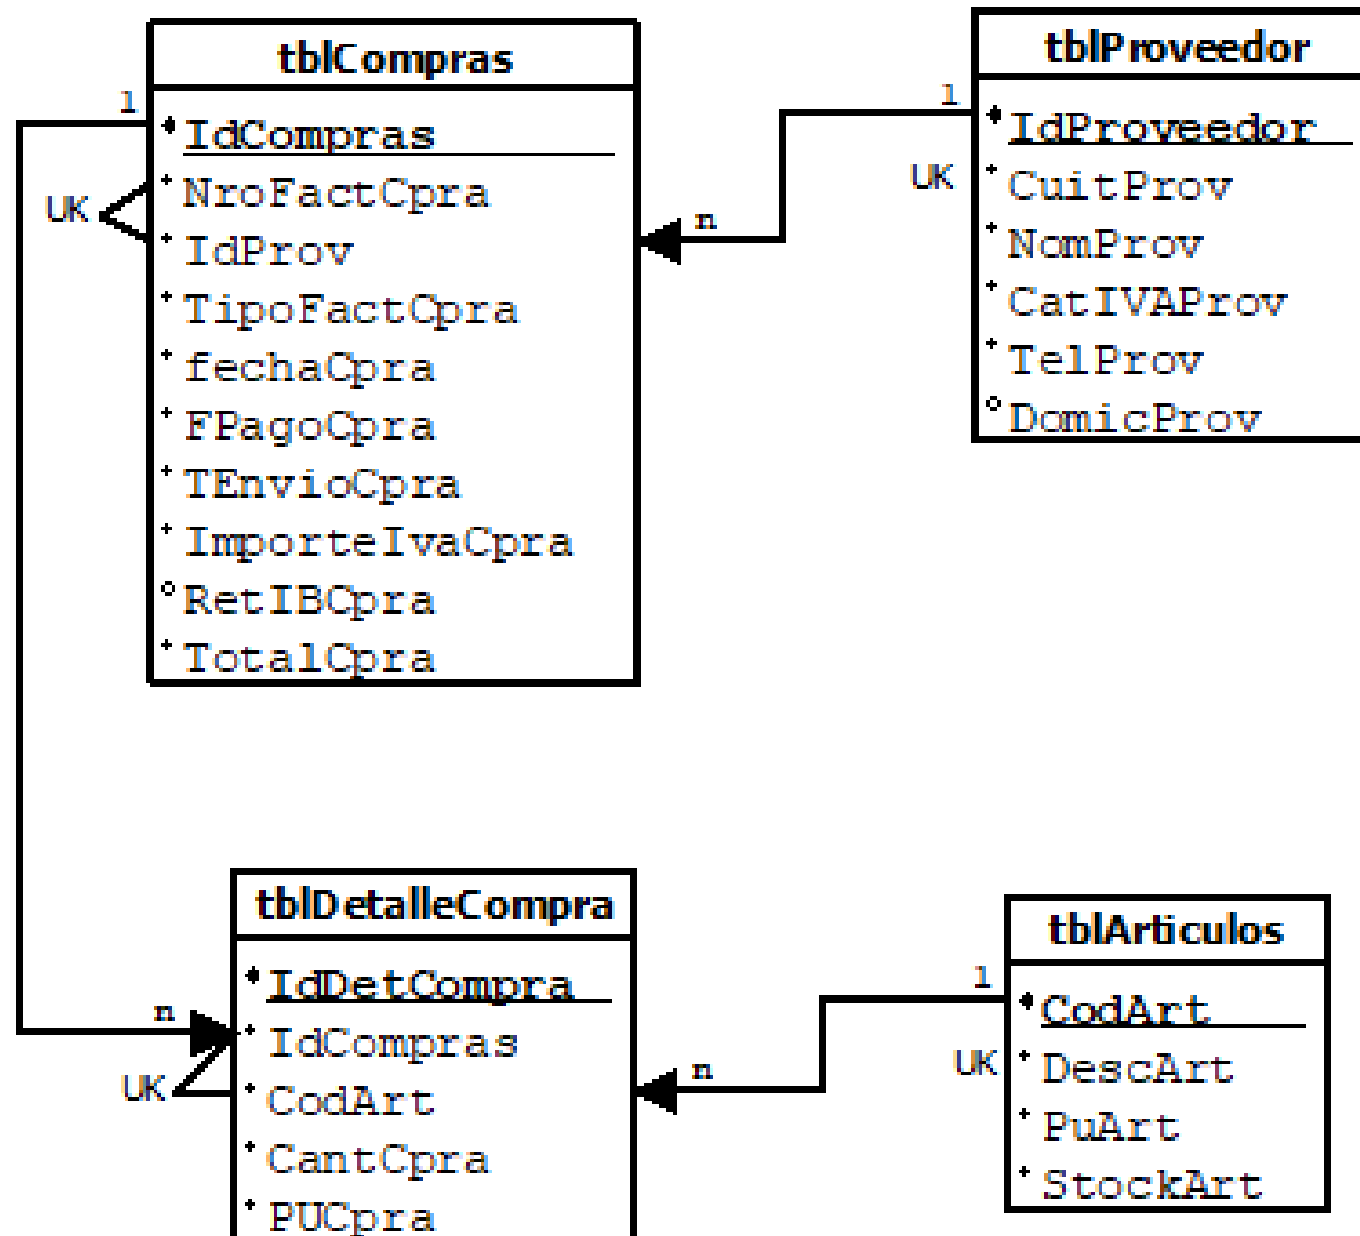 tblCompras
1
IdCompras
NroFactCpra
UK
IdProv
TipoFactCpra
fechaCpra
FPagoCpra
TEnvioCpra
ImporteIvaCpra
RetIBCpra
TotalCpra
tblProveedor
1
IdProveedor
UK
CuitProv
n
NomProv
CatIVAProv
TelProv
DomicProv
tblDetalleCompra
IdDetCompra
n
IdCompras
UK
CodArt
CantCpra
PUCpra
tblArticulos
1
CodArt
UK
DescArt
n
PuArt
StockArt